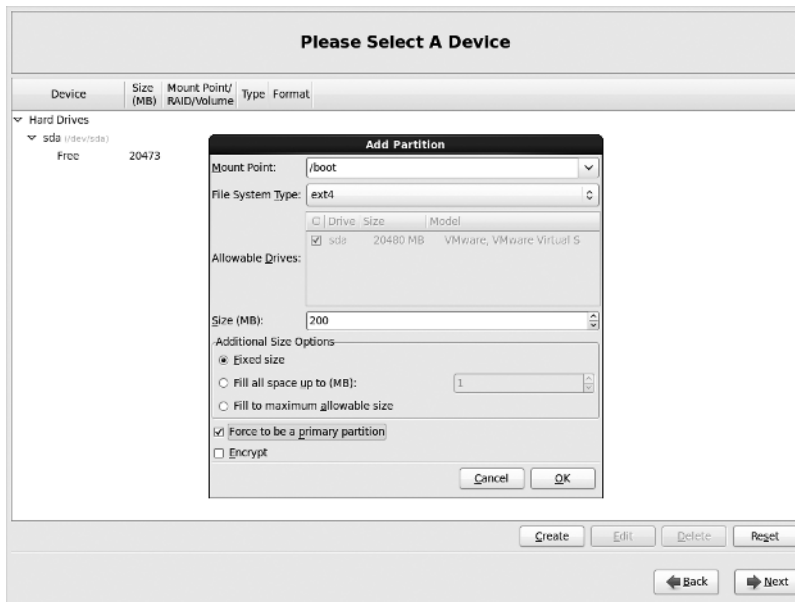 Please Select A Device
Device Size (MB) Mount Point/ RAID/Volume Type Format
Hard Drives
sda (/dev/sda)
Free 20473
Add Partition
Mount Point: /boot
File System Type: ext4
Drive Size Model
sda 20480 MB VMware, VMware Virtual S
Allowable Drives:
Size (MB): 200
Additional Size Options
Fixed size
Fill all space up to (MB): 1
Fill to maximum allowable size
Force to be a primary partition
Encrypt
Cancel OK
Create Edit Delete Reset
Back Next